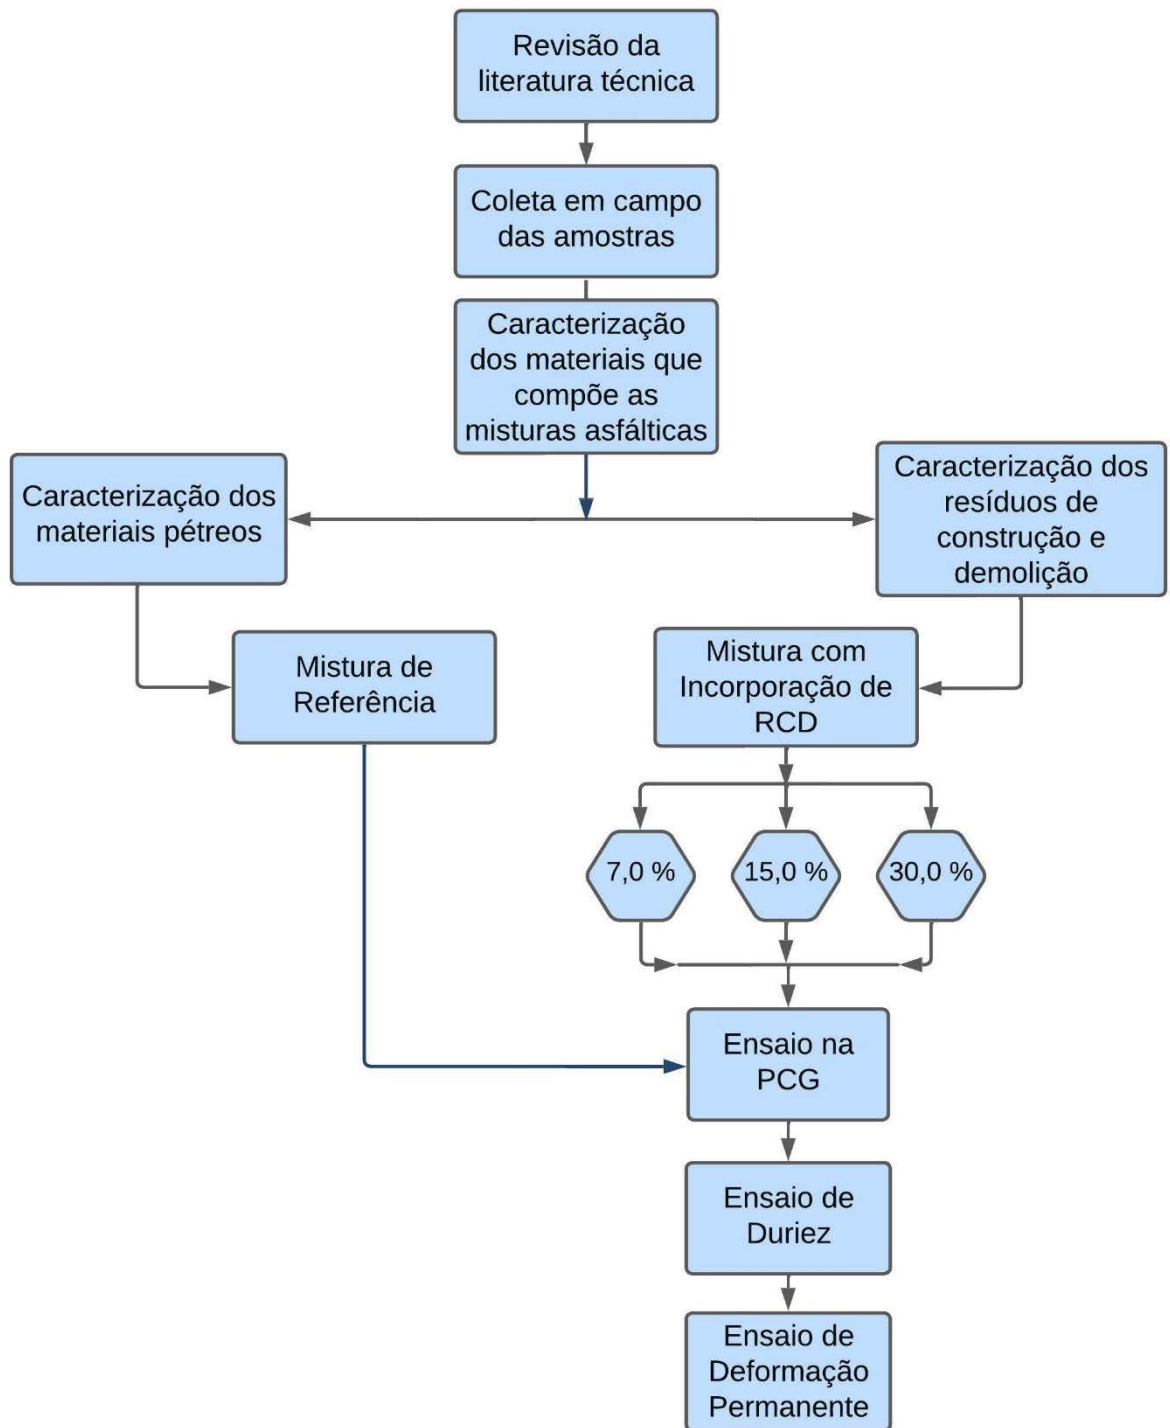 Revisão da
literatura técnica
Coleta em campo
das amostras
Caracterização
dos materiais que
compõe as
misturas asfálticas
Caracterização dos
materiais pétreos
Caracterização dos
resíduos de
construção e
demolição
Mistura de
Referência
Mistura com
Incorporação de
RCD
7,0 %
15,0 %
30,0 %
Ensaio na
PCG
Ensaio de
Duriez
Ensaio de
Deformação
Permanente